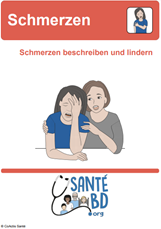 Schmerzen
Schmerzen beschreiben und lindern
SANTÉ
BD
.org
© CoActis Santé